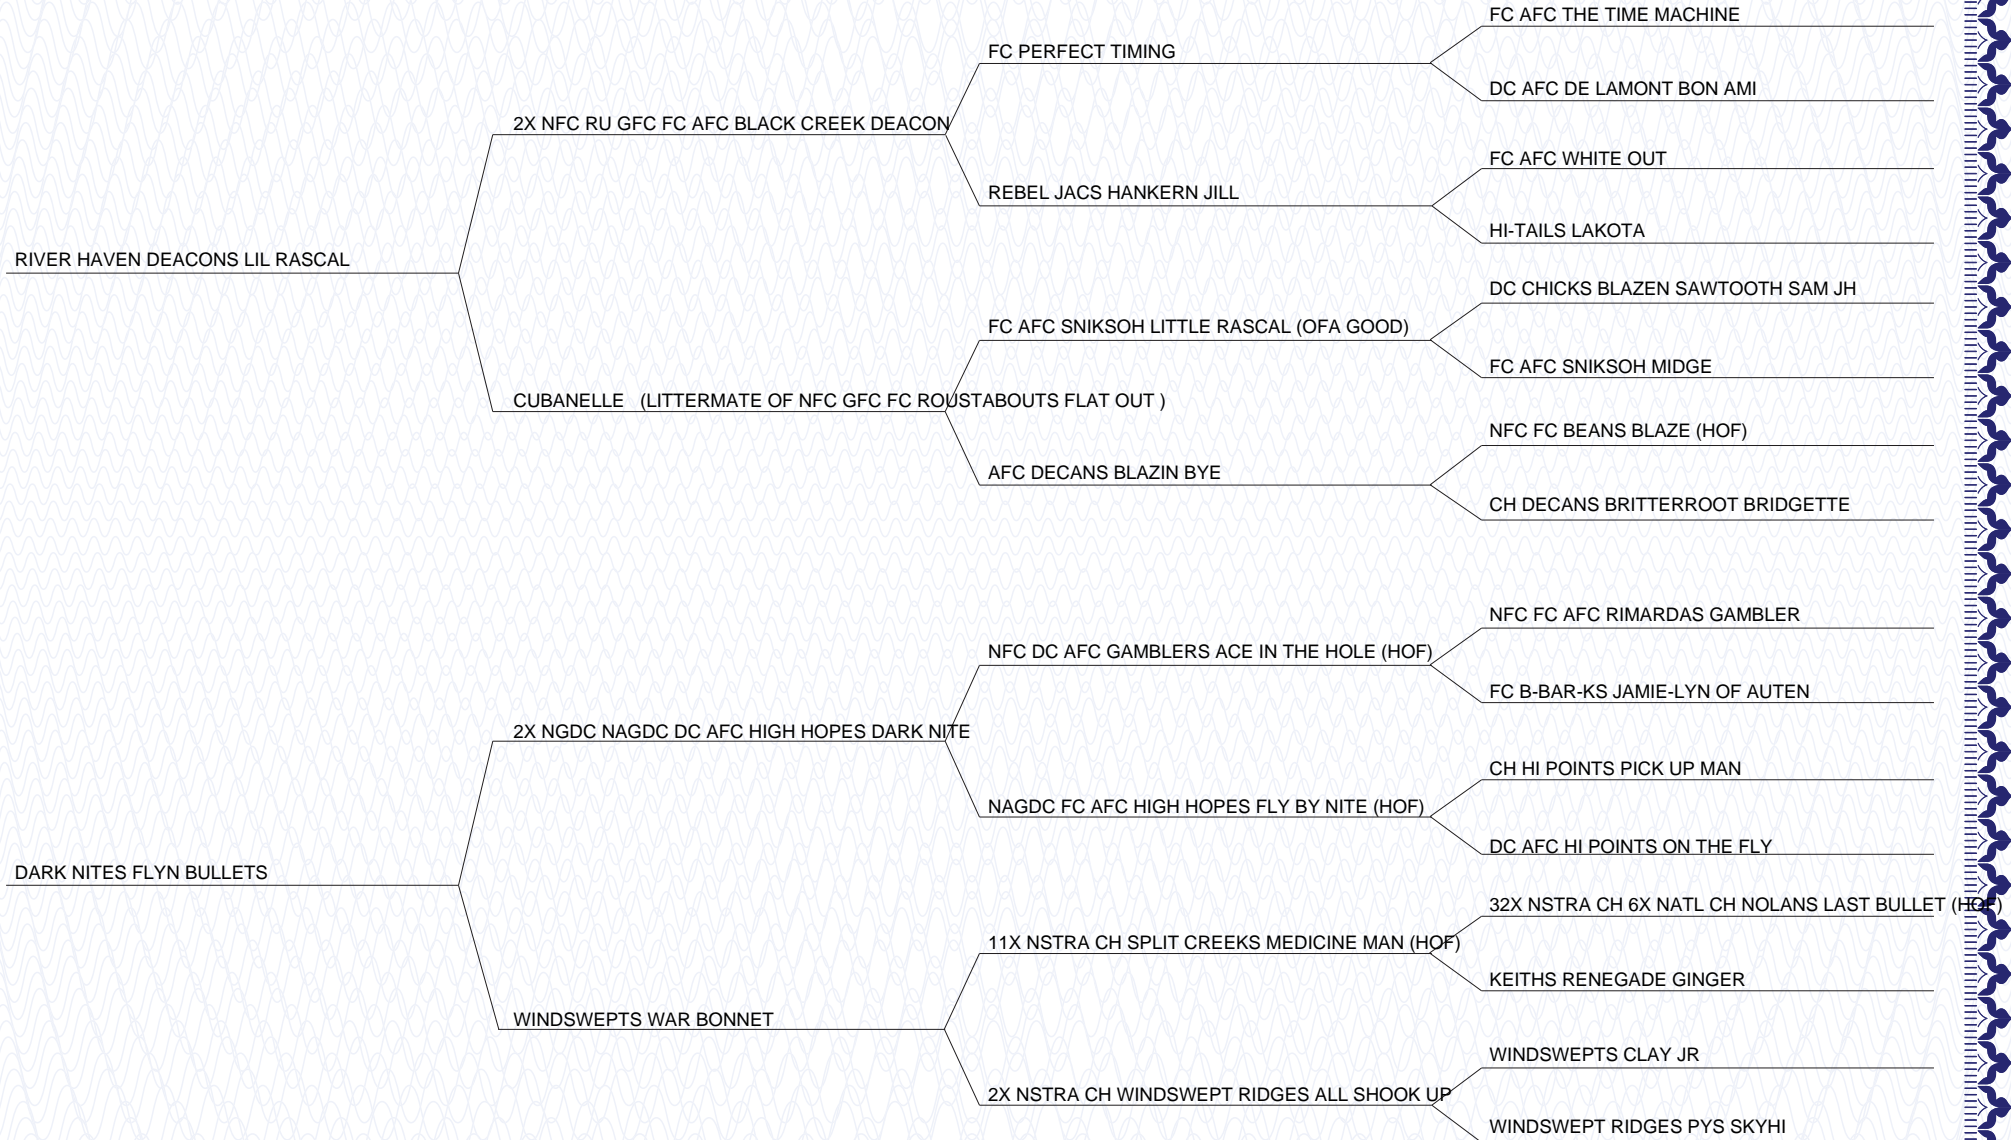 FC AFC THE TIME MACHINE
FC PERFECT TIMING
DC AFC DE LAMONT BON AMI
2X NFC RU GFC FC AFC BLACK CREEK DEACON
FC AFC WHITE OUT
REBEL JACS HANKERN JILL
HI-TAILS LAKOTA
RIVER HAVEN DEACONS LIL RASCAL
DC CHICKS BLAZEN SAWTOOTH SAM JH
FC AFC SNIKSOH LITTLE RASCAL (OFA GOOD)
FC AFC SNIKSOH MIDGE
CUBANELLE (LITTERMATE OF NFC GFC FC ROUSTABOUTS FLAT OUT )
NFC FC BEANS BLAZE (HOF)
AFC DECANS BLAZIN BYE
CH DECANS BRITTERROOT BRIDGETTE
NFC FC AFC RIMARDAS GAMBLER
NFC DC AFC GAMBLERS ACE IN THE HOLE (HOF)
FC B-BAR-KS JAMIE-LYN OF AUTEN
2X NGDC NAGDC DC AFC HIGH HOPES DARK NITE
CH HI POINTS PICK UP MAN
NAGDC FC AFC HIGH HOPES FLY BY NITE (HOF)
DC AFC HI POINTS ON THE FLY
DARK NITES FLYN BULLETS
32X NSTRA CH 6X NATL CH NOLANS LAST BULLET (HOF)
11X NSTRA CH SPLIT CREEKS MEDICINE MAN (HOF)
KEITHS RENEGADE GINGER
WINDSWEPTS WAR BONNET
WINDSWEPTS CLAY JR
2X NSTRA CH WINDSWEPT RIDGES ALL SHOOK UP
WINDSWEPT RIDGES PYS SKYHI